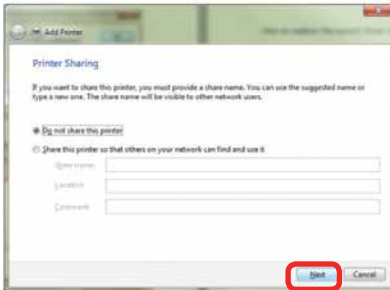 Add Printer
Printer Sharing
If you want to share this printer, you must provide a share name. You can use the suggested name or
type a new one. The share name will be visible to other network users.
Do not share this printer
Share this printer so that others on your network can find and use it
Share name:
Location:
Comment:
Next
Cancel